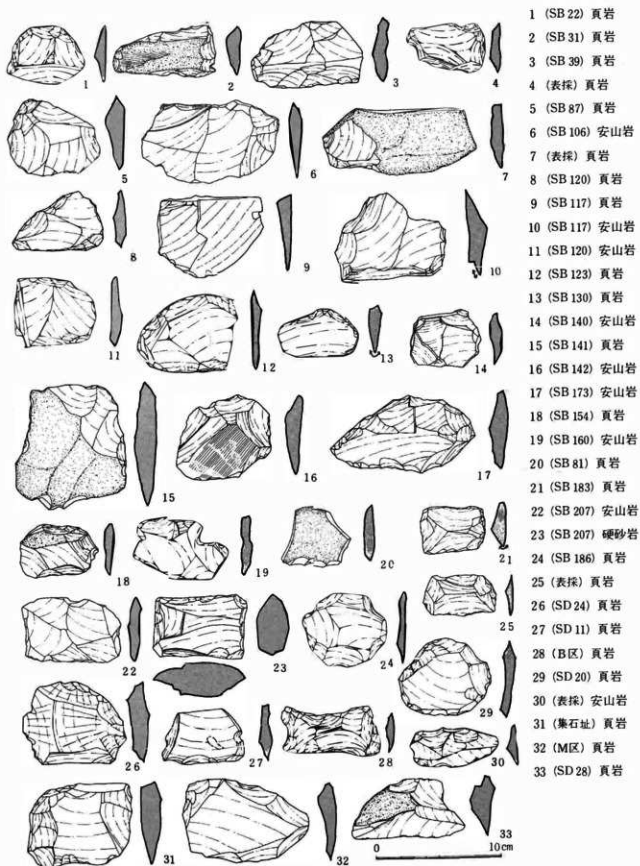 1 (SB 22) 頁岩
2 (SB 31) 頁岩
3 (SB 39) 頁岩
4 (表採) 頁岩
5 (SB 87) 頁岩
6 (SB 106) 安山岩
7 (表採) 頁岩
8 (SB 120) 頁岩
9 (SB 117) 頁岩
10 (SB 117) 安山岩
11 (SB 120) 安山岩
12 (SB 123) 頁岩
13 (SB 130) 頁岩
14 (SB 140) 安山岩
15 (SB 141) 頁岩
16 (SB 142) 安山岩
17 (SB 173) 安山岩
18 (SB 154) 頁岩
19 (SB 160) 安山岩
20 (SB 81) 頁岩
21 (SB 183) 頁岩
22 (SB 207) 安山岩
23 (SB 207) 硬砂岩
24 (SB 186) 頁岩
25 (表採) 頁岩
26 (SD 24) 頁岩
27 (SD 11) 頁岩
28 (B区) 頁岩
29 (SD 20) 頁岩
30 (表採) 安山岩
31 (集石址) 頁岩
32 (M区) 頁岩
33 (SD 28) 頁岩
1 2 3 4
5 6 7
8 9 10
11 12 13 14
15 16 17
18 19 20 21
22 23 24 25
26 27 28 29
30
31 32 33
0 10cm